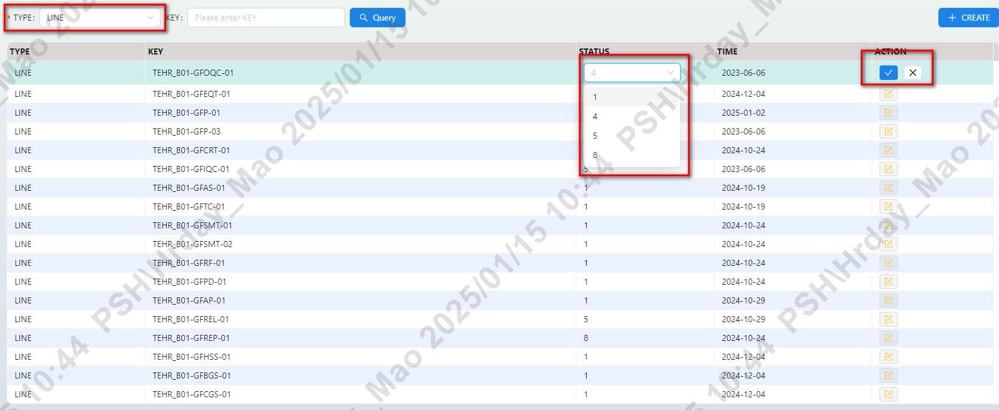 * TYPE: LINE KEY: Please enter KEY Query CREATE
TYPE KEY STATUS TIME ACTION
LINE TEHR_B01-GFOQC-01 4 2023-06-06
LINE TEHR_B01-GFEQT-01 1 2024-12-04
LINE TEHR_B01-GFP-01 4 2025-01-02
LINE TEHR_B01-GFP-03 5 2023-06-06
LINE TEHR_B01-GFCRT-01 8 2024-10-24
LINE TEHR_B01-GFIQC-01 5 2023-06-06
LINE TEHR_B01-GFAS-01 1 2024-10-19
LINE TEHR_B01-GFTC-01 1 2024-10-19
LINE TEHR_B01-GFSMT-01 1 2024-10-24
LINE TEHR_B01-GFSMT-02 1 2024-10-24
LINE TEHR_B01-GFRF-01 1 2024-10-24
LINE TEHR_B01-GFPD-01 1 2024-10-24
LINE TEHR_B01-GFAP-01 1 2024-10-29
LINE TEHR_B01-GFREL-01 5 2024-10-29
LINE TEHR_B01-GFREP-01 8 2024-10-24
LINE TEHR_B01-GFHSS-01 1 2024-12-04
LINE TEHR_B01-GFBGS-01 1 2024-12-04
LINE TEHR_B01-GFCGS-01 1 2024-12-04
PSH\Hrday_Mao 2025/01/15 10:44